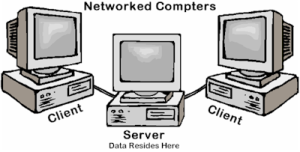 Networked Compters
Client
Client
Server
Data Resides Here